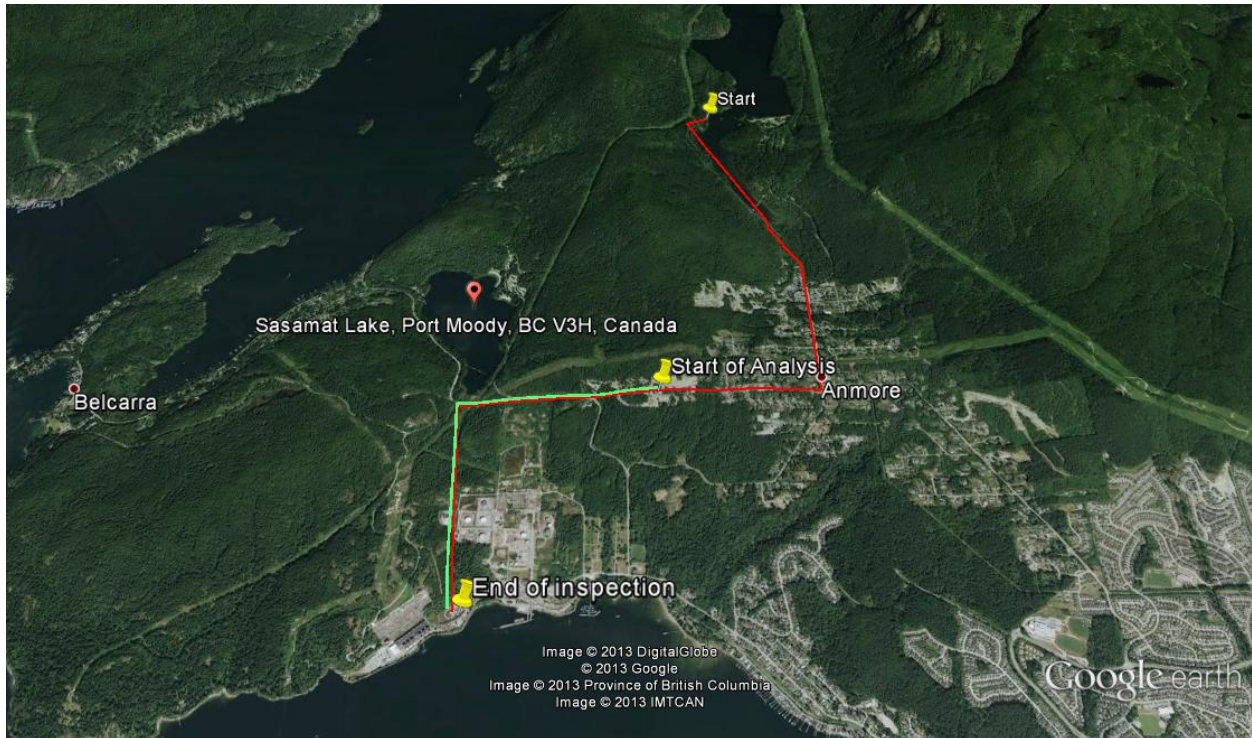 Start
Sasamat Lake, Port Moody, BC V3H, Canada
Start of Analysis
Anmore
Belcarra
End of inspection
Image © 2013 DigitalGlobe
© 2013 Google
Image © 2013 Province of British Columbia
Image © 2013 IMTCAN
Google earth